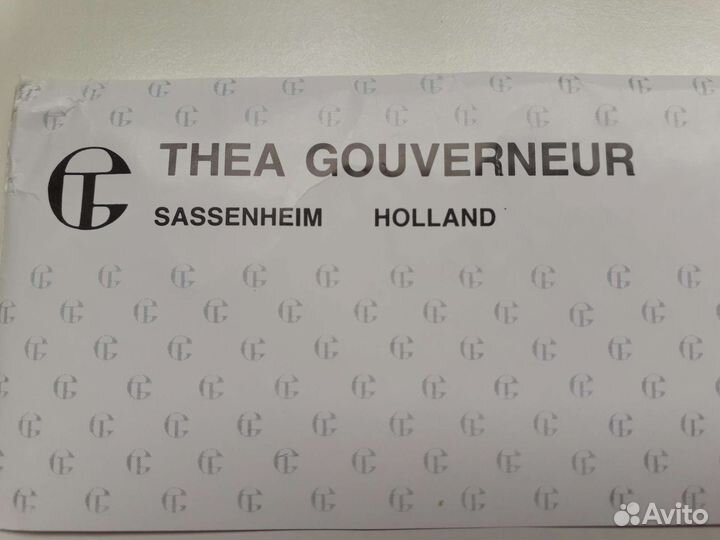 THEA GOUVERNEUR
SASSENHEIM HOLLAND
Avito